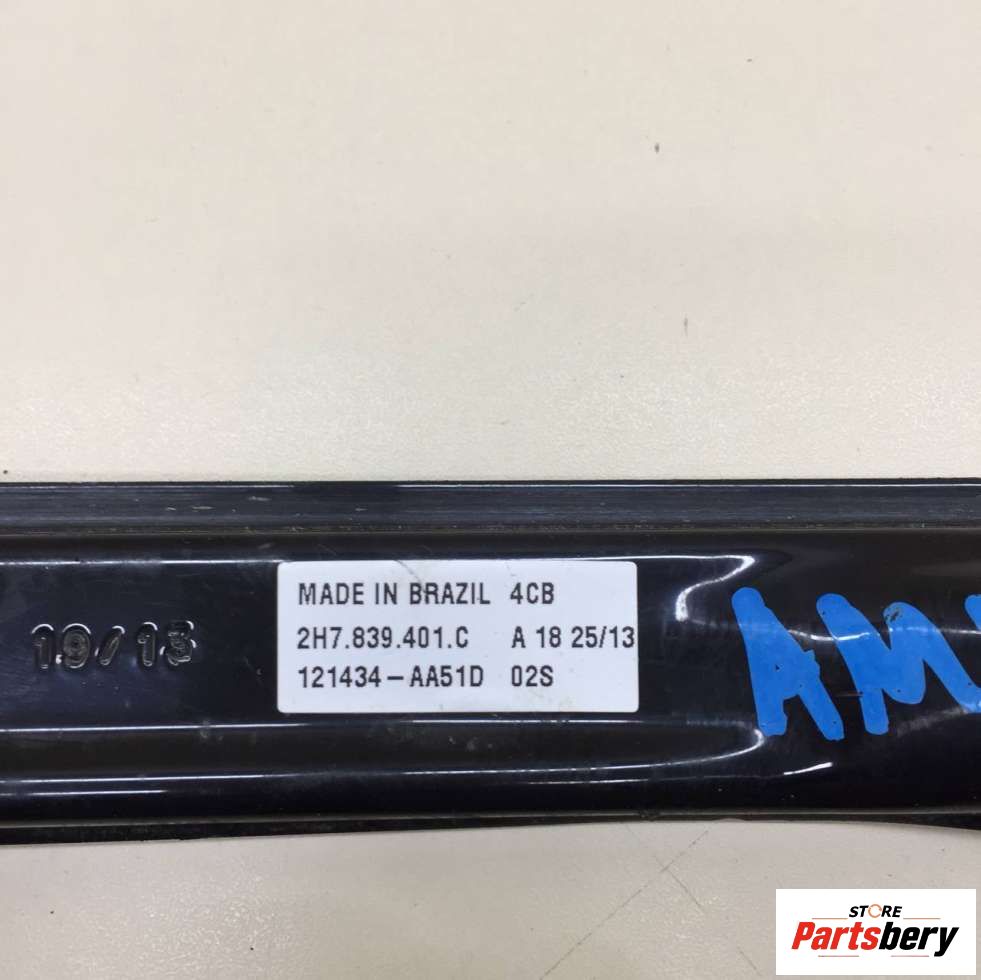 MADE IN BRAZIL 4CB
2H7.839.401.C A 18 25/13
121434-AA51D 02S
19/13
STORE
Partsbery